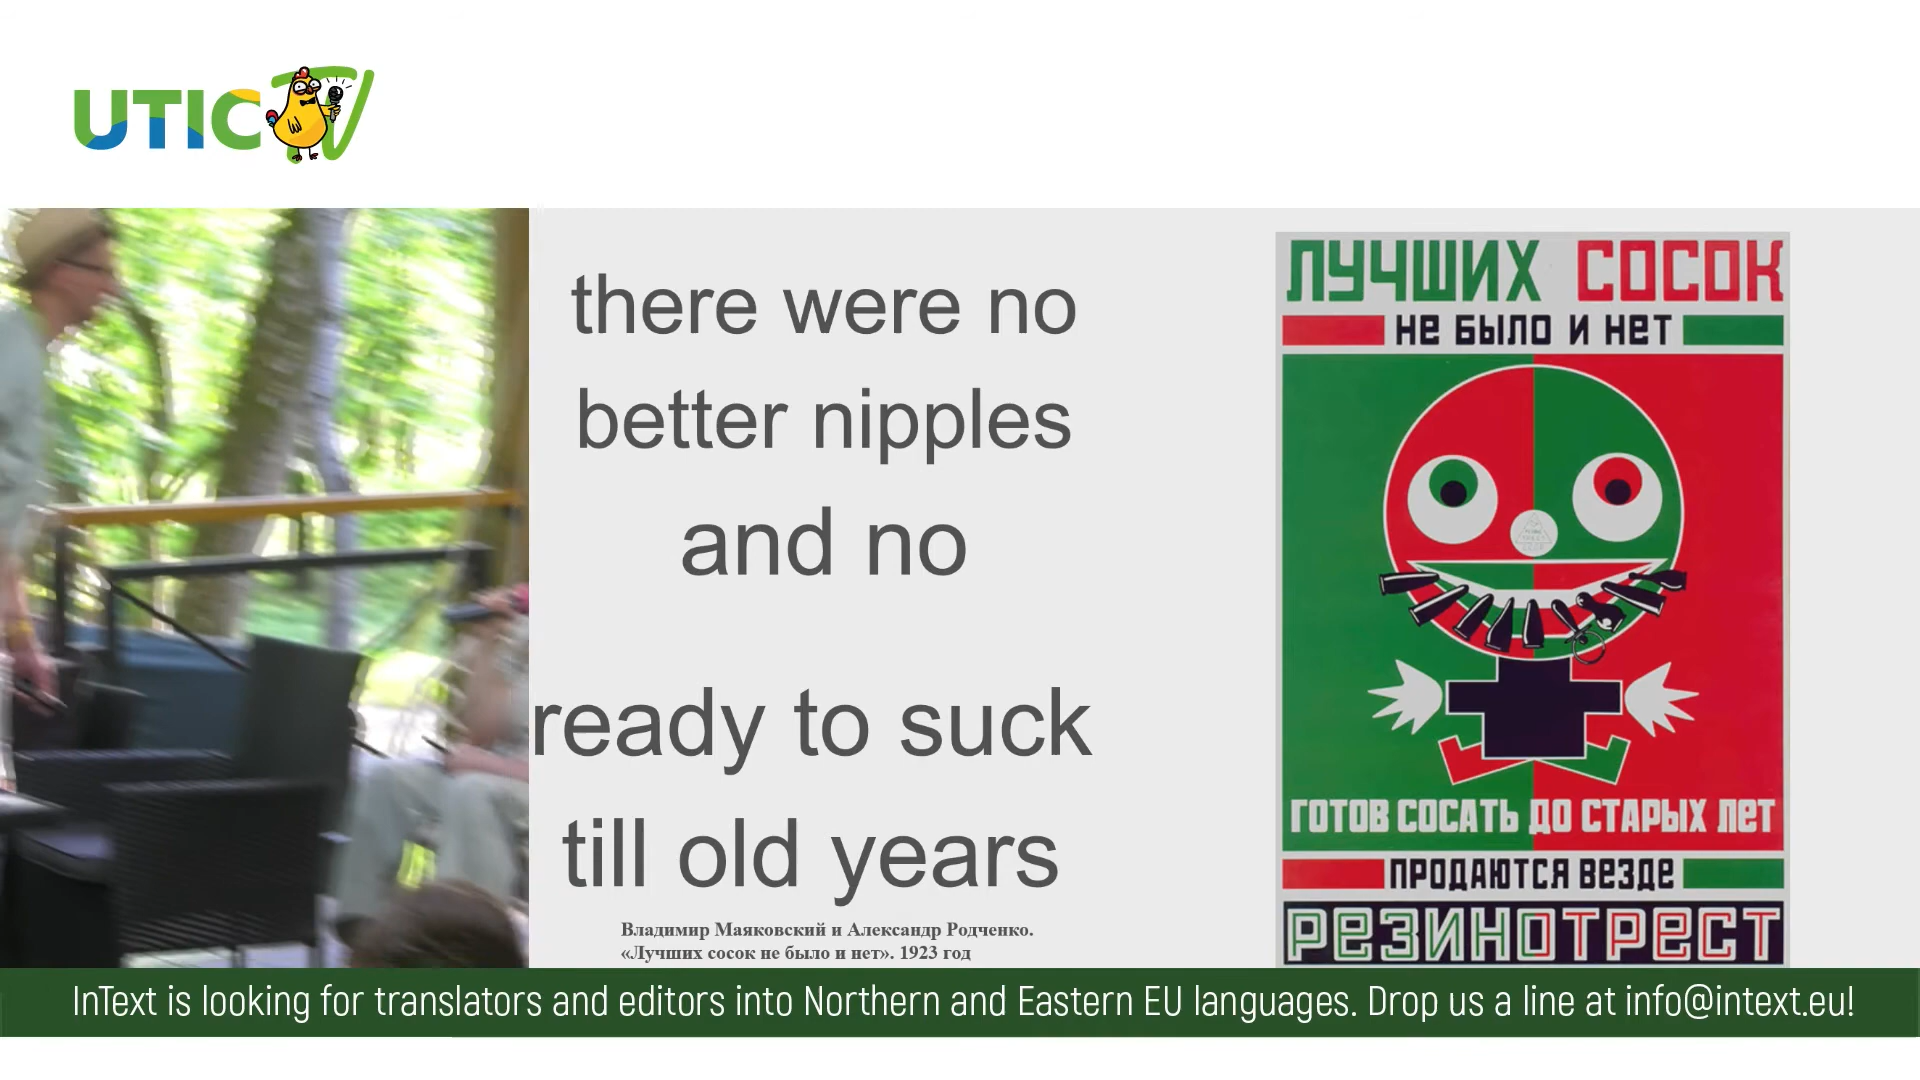 UTIC TV
there were no
better nipples
and no
ready to suck
till old years
Владимир Маяковский и Александр Родченко.
«Лучших сосок не было и нет». 1923 год
ЛУЧШИХ СОСОК
НЕ БЫЛО И НЕТ
ГОТОВ СОСАТЬ ДО СТАРЫХ ЛЕТ
ПРОДАЮТСЯ ВЕЗДЕ
РЕЗИНОТРЕСТ
InText is looking for translators and editors into Northern and Eastern EU languages. Drop us a line at info@intext.eu!